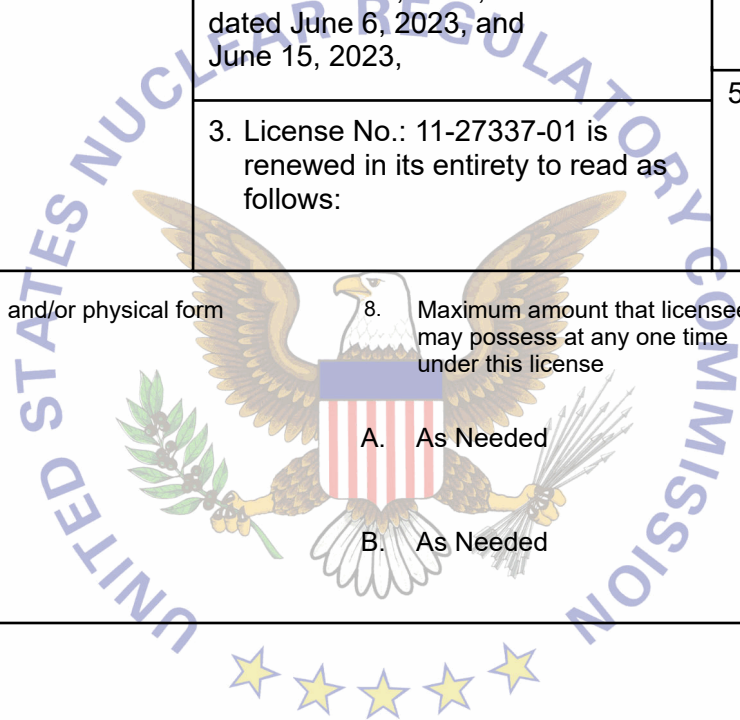 dated June 6, 2023, and
June 15, 2023,
5
3. License No.: 11-27337-01 is
renewed in its entirety to read as
follows:
and/or physical form
8. Maximum amount that licensee
may possess at any one time
under this license
A. As Needed
B. As Needed
UNITED STATES NUCLEAR REGULATORY COMMISSION